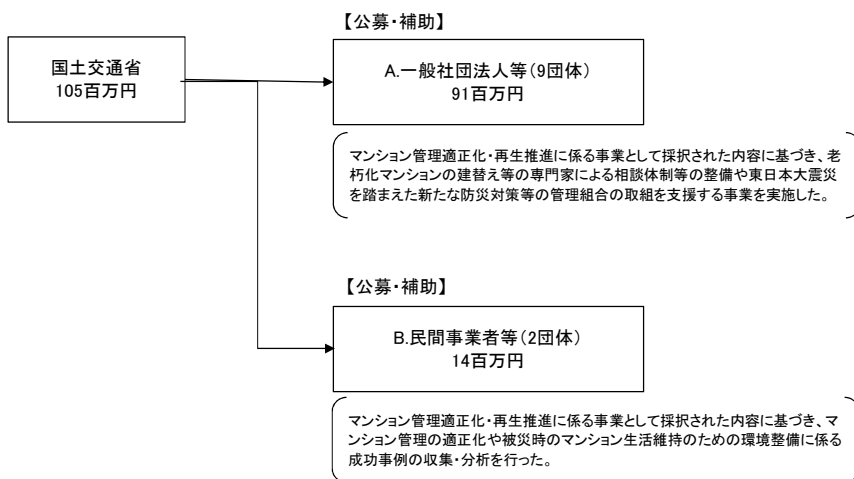 国土交通省
105百万円
【公募・補助】
A.一般社団法人等(9団体)
91百万円
マンション管理適正化・再生推進に係る事業として採択された内容に基づき、老
朽化マンションの建替え等の専門家による相談体制等の整備や東日本大震災
を踏まえた新たな防災対策等の管理組合の取組を支援する事業を実施した。
【公募・補助】
B.民間事業者等(2団体)
14百万円
マンション管理適正化・再生推進に係る事業として採択された内容に基づき、マ
ンション管理の適正化や被災時のマンション生活維持のための環境整備に係る
成功事例の収集・分析を行った。